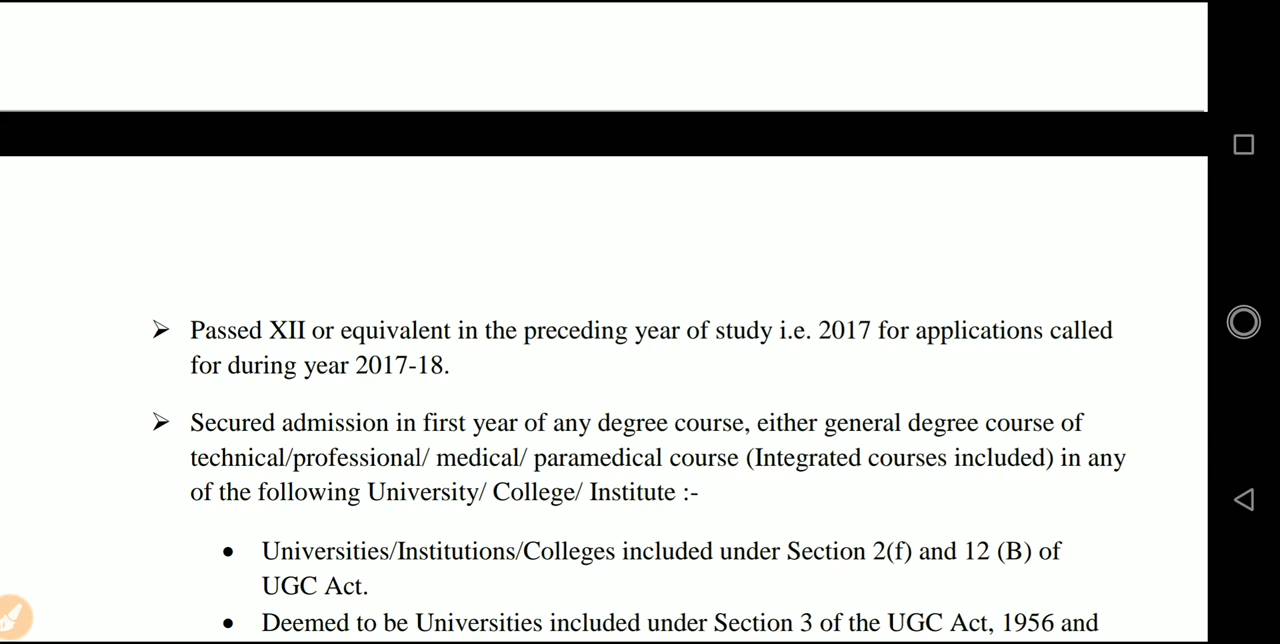 ➢ Passed XII or equivalent in the preceding year of study i.e. 2017 for applications called
for during year 2017-18.
➢ Secured admission in first year of any degree course, either general degree course of
technical/professional/ medical/ paramedical course (Integrated courses included) in any
of the following University/ College/ Institute :-
• Universities/Institutions/Colleges included under Section 2(f) and 12 (B) of
UGC Act.
• Deemed to be Universities included under Section 3 of the UGC Act, 1956 and